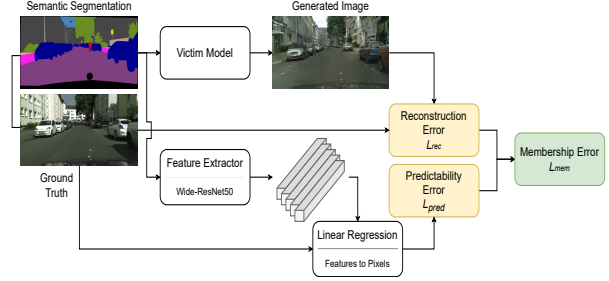 Semantic Segmentation
Generated Image
Victim Model
Ground
Truth
Feature Extractor
Wide-ResNet50
Linear Regression
Features to Pixels
Reconstruction
Error
Lrec
Predictability
Error
Lpred
Membership Error
Lmem